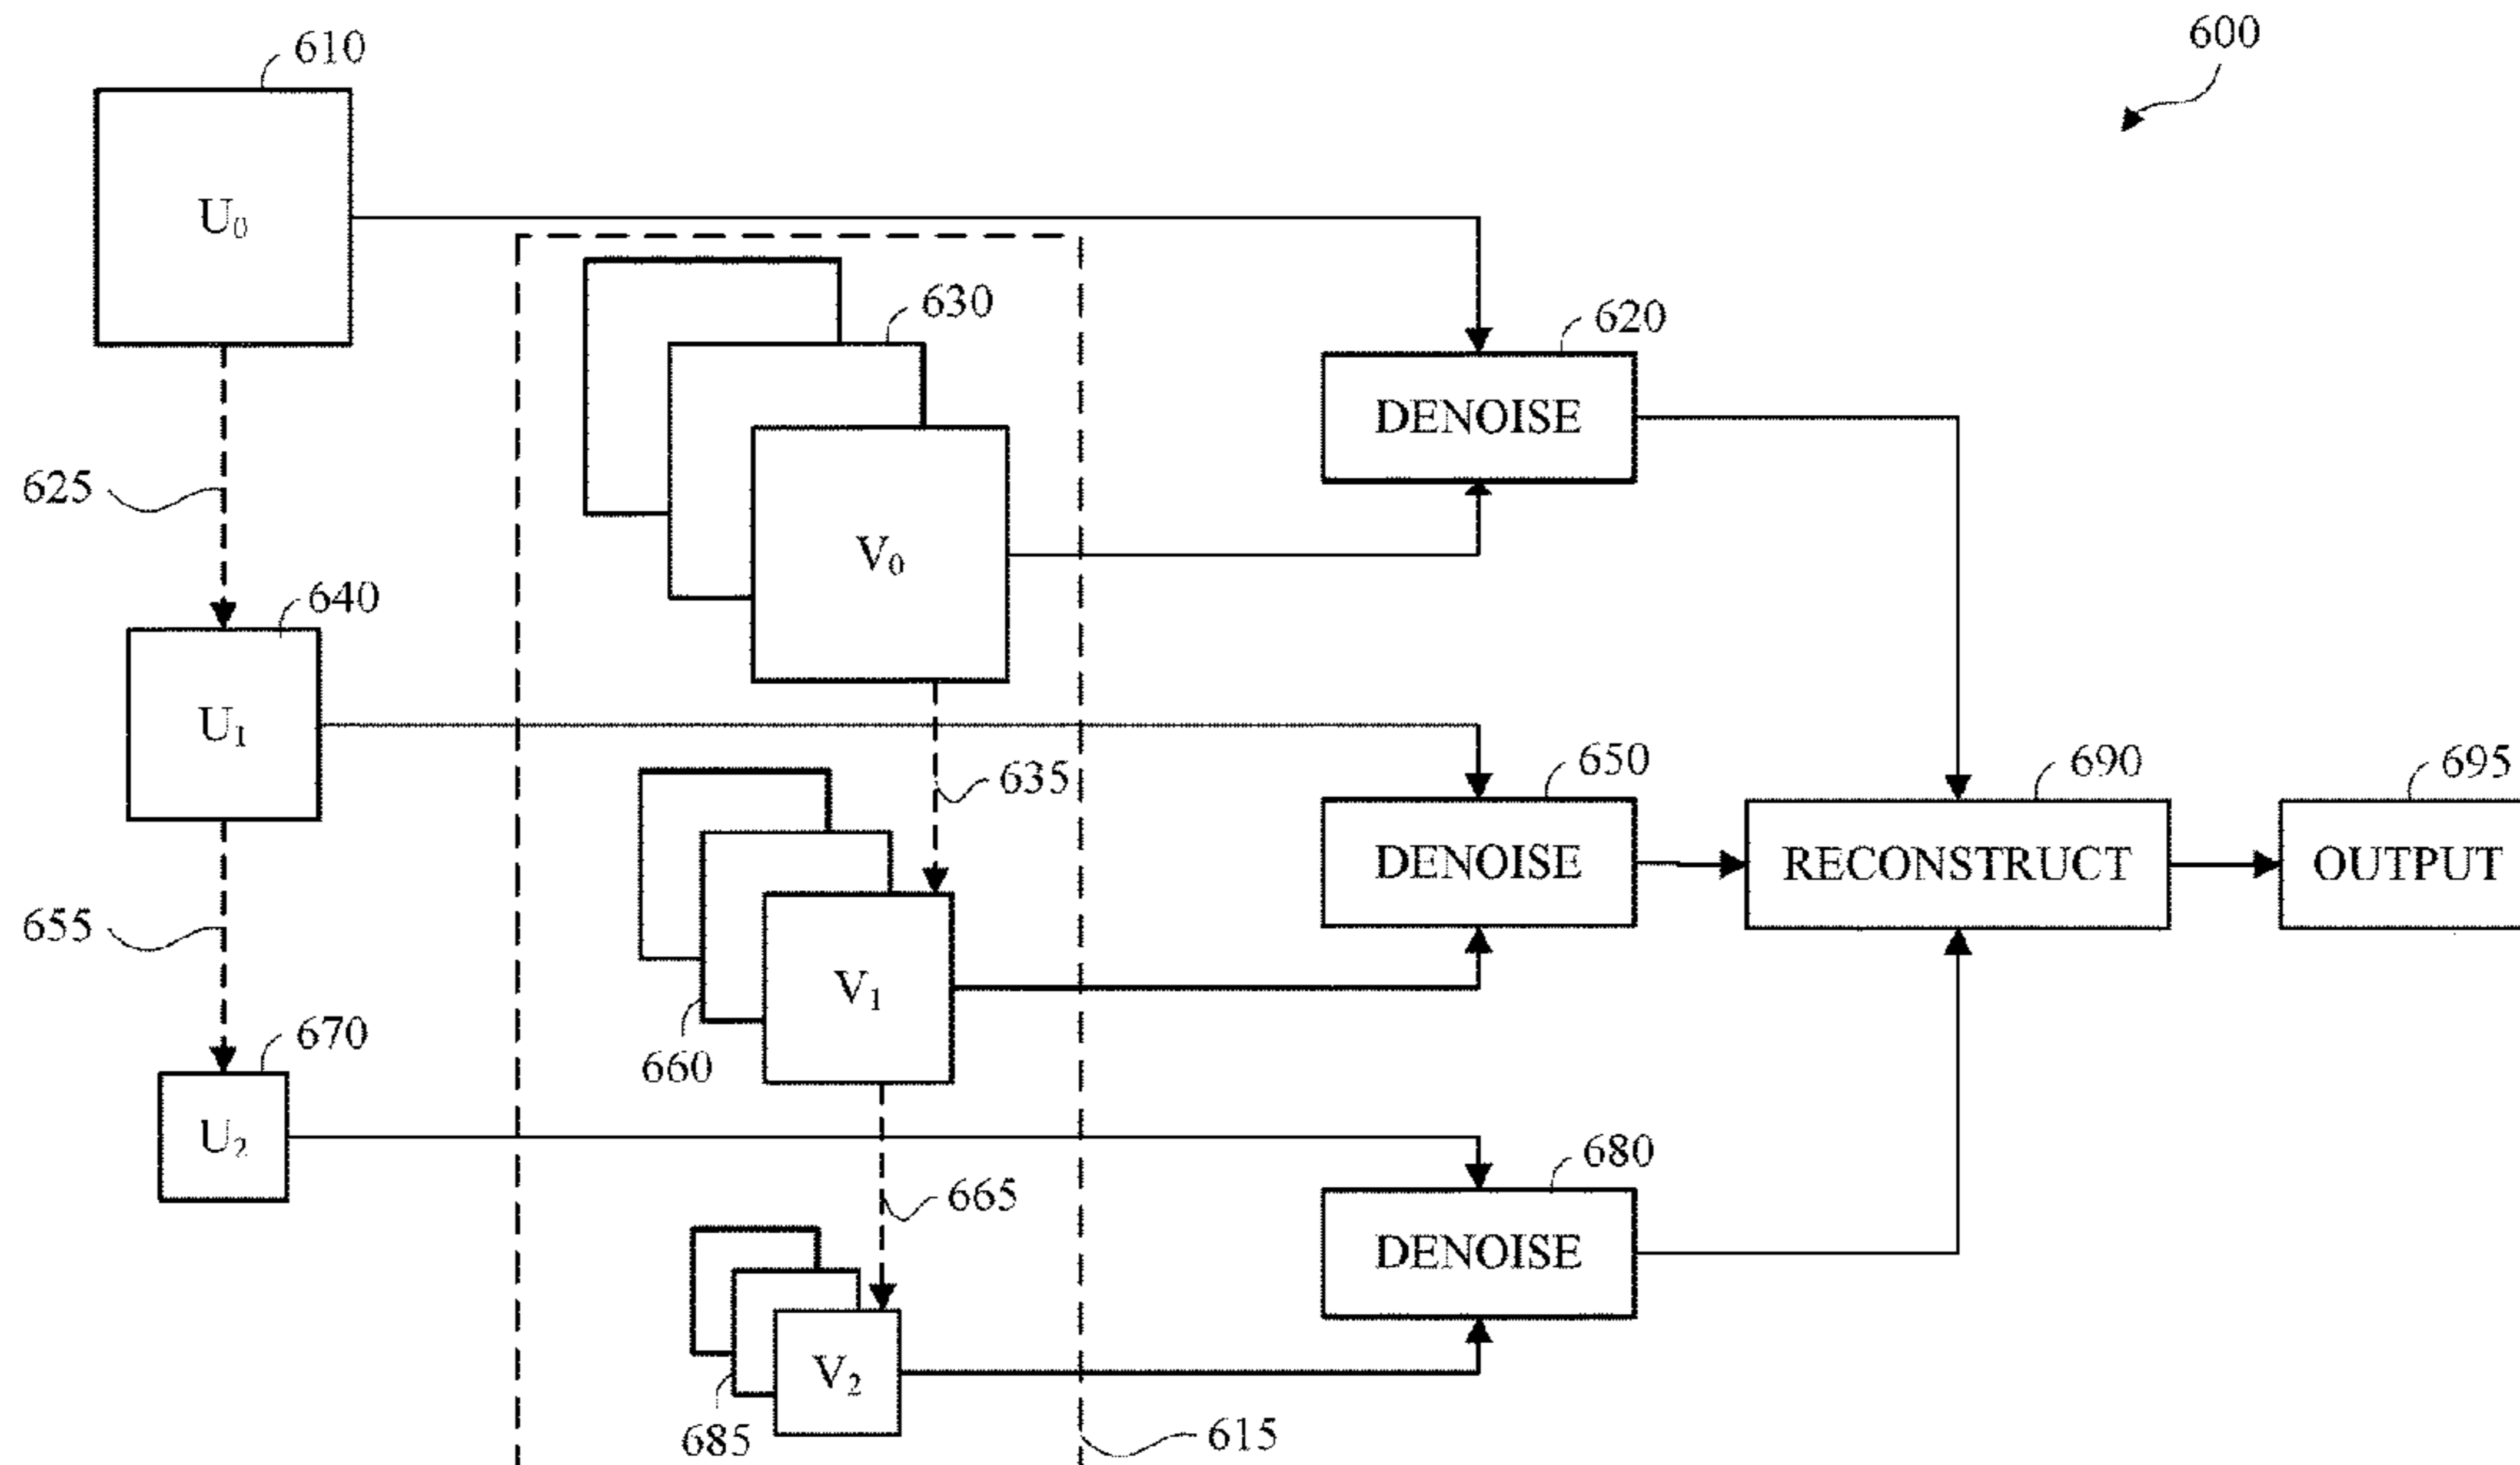 600
610
U₀
630
620
DENOISE
625
V₀
640
U₁
635
650
690
695
DENOISE
RECONSTRUCT
OUTPUT
655
V₁
660
670
U₂
665
680
DENOISE
V₂
685
615